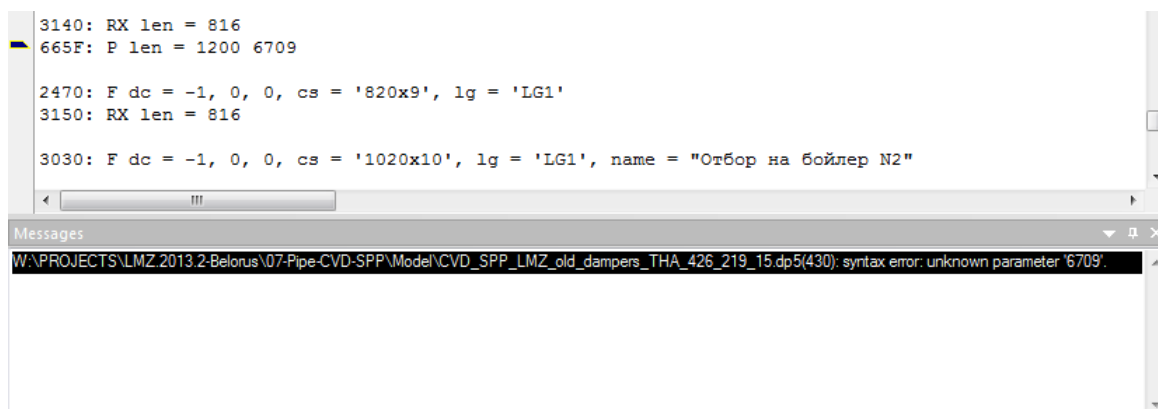 3140: RX len = 816
665F: P len = 1200 6709
2470: F dc = -1, 0, 0, cs = '820x9', lg = 'LG1'
3150: RX len = 816
3030: F dc = -1, 0, 0, cs = '1020x10', lg = 'LG1', name = "Отбор на бойлер N2"
Messages
W:\PROJECTS\LMZ.2013.2-Belorus\07-Pipe-CVD-SPP\Model\CVD_SPP_LMZ_old_dampers_THA_426_219_15.dp5(430): syntax error: unknown parameter '6709'.